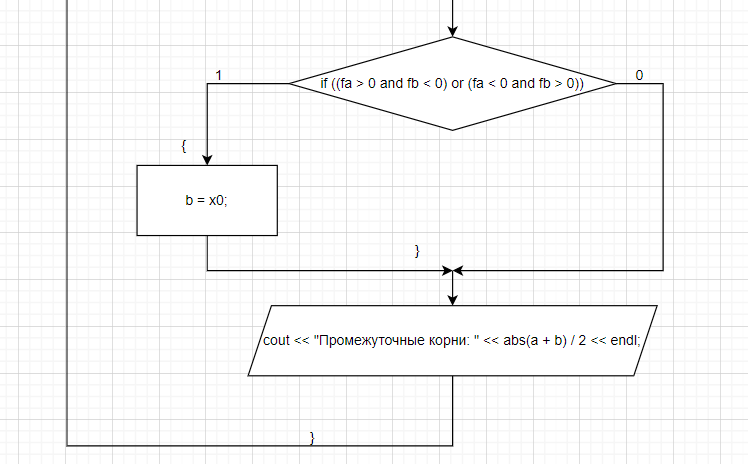 if ((fa > 0 and fb < 0) or (fa < 0 and fb > 0))
1
0
{
b = x0;
}
cout << "Промежуточные корни: " << abs(a + b) / 2 << endl;
}